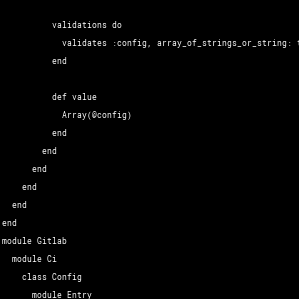 validations do
validates :config, array_of_strings_or_string:
end
def value
Array(@config)
end
end
end
end
end
end
module Gitlab
module Ci
class Config
module Entry